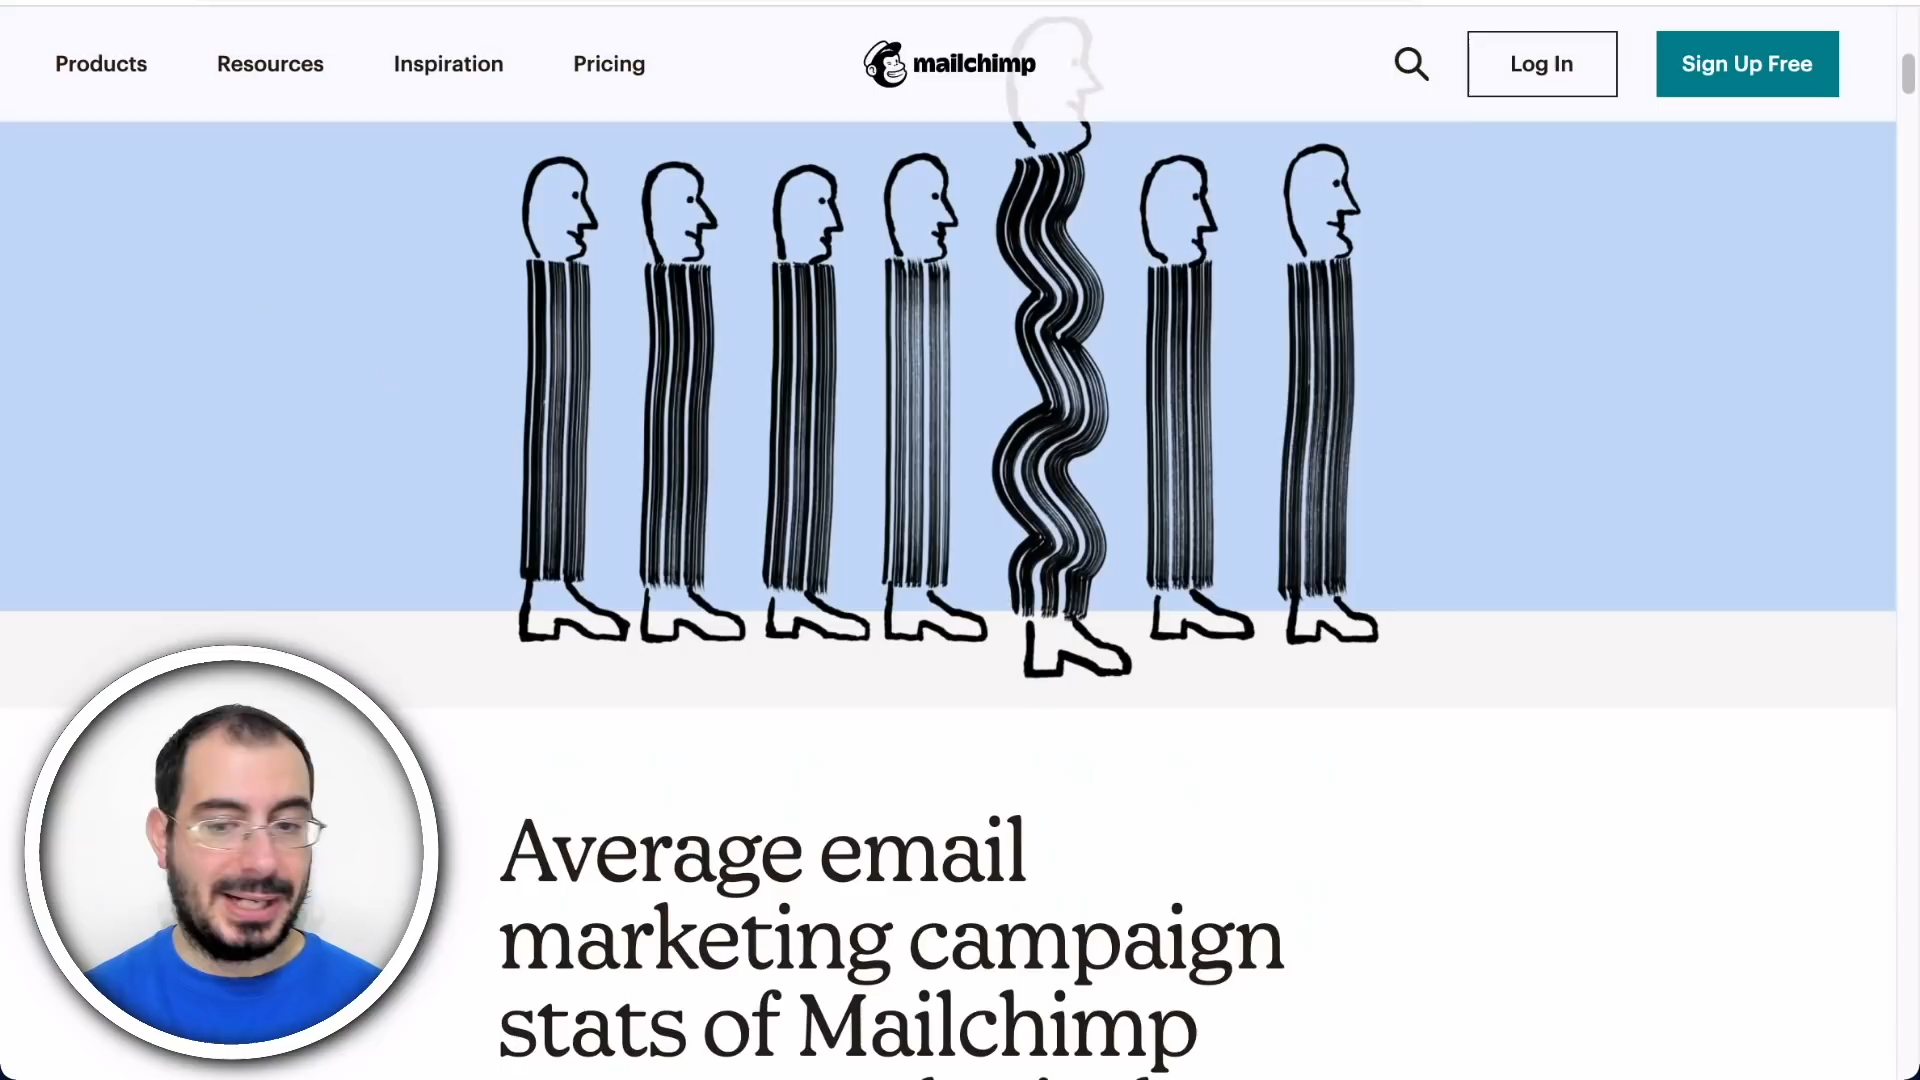 Products Resources Inspiration Pricing mailchimp Log In Sign Up Free
Average email
marketing campaign
stats of Mailchimp